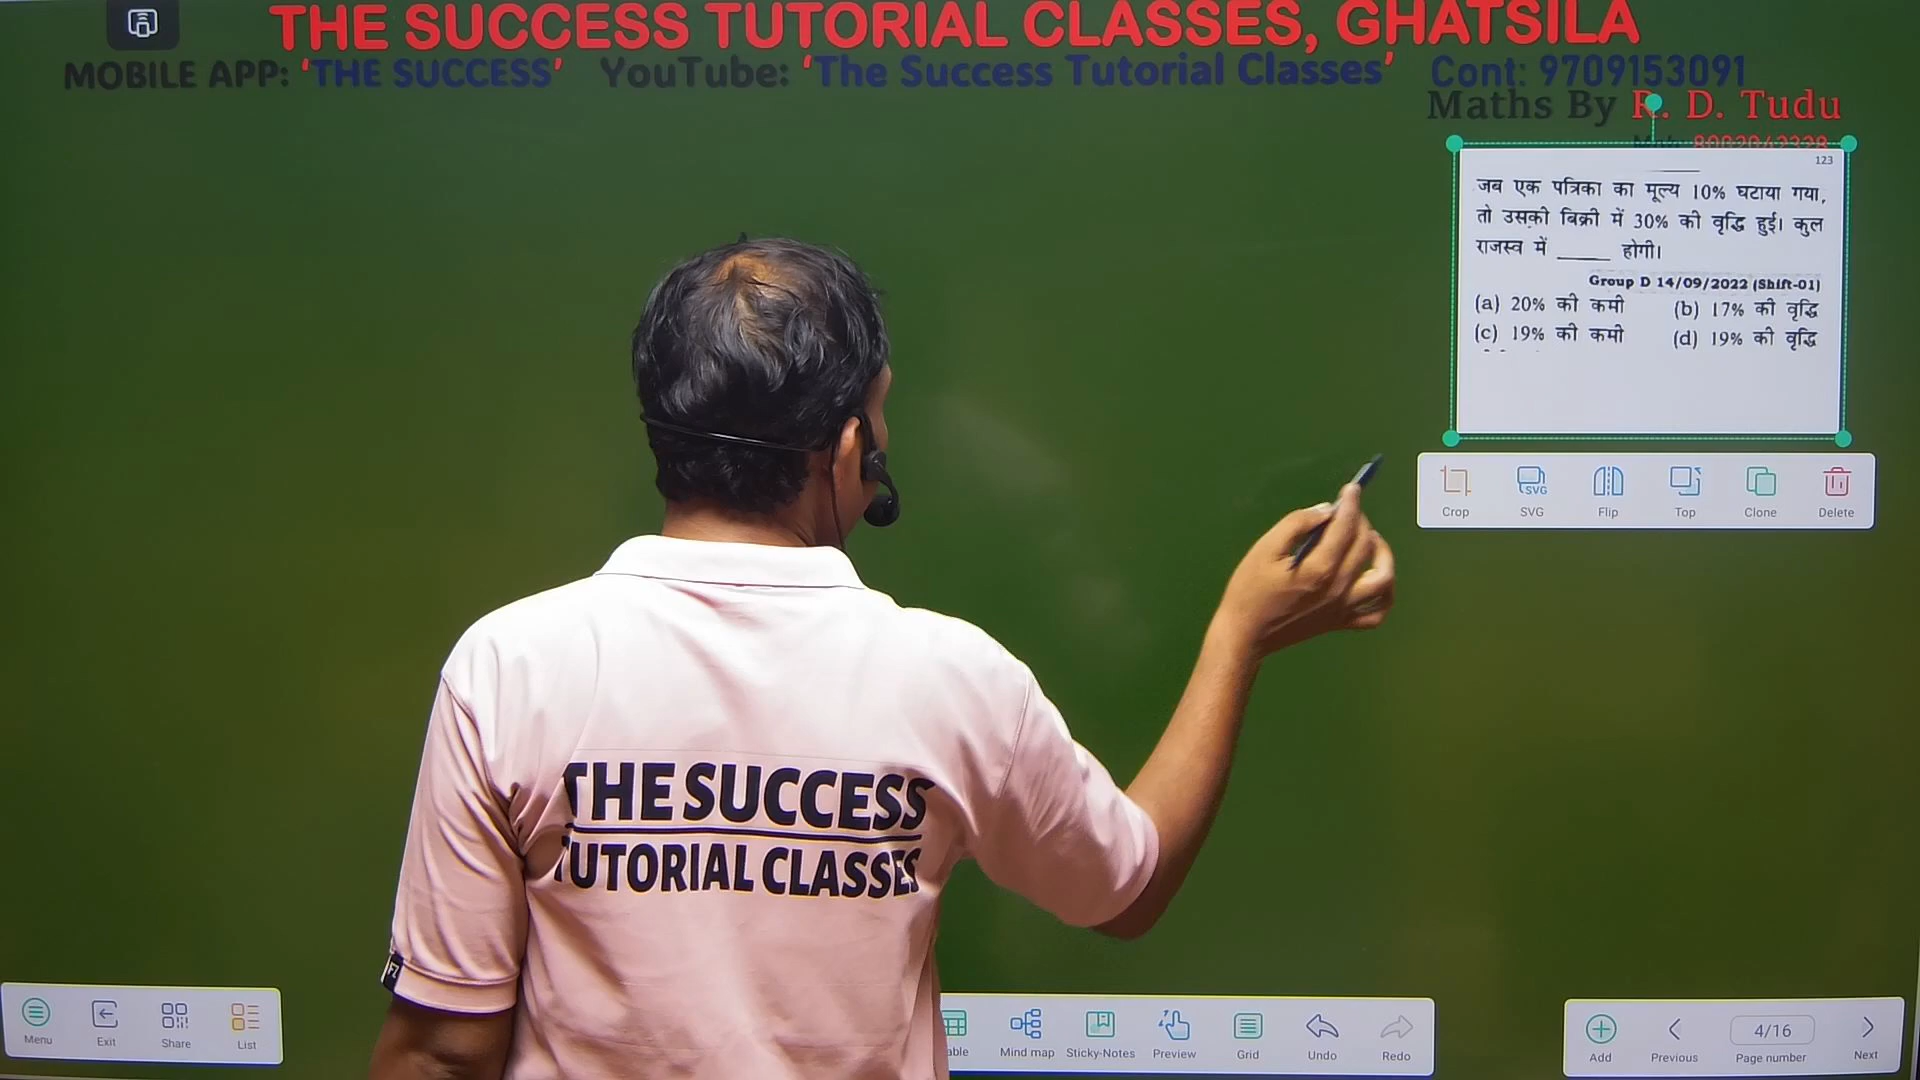 THE SUCCESS TUTORIAL CLASSES, GHATSILA
MOBILE APP: ‘THE SUCCESS’ YouTube: ‘The Success Tutorial Classes’ Cont: 9709153091
Maths By R. D. Tudu
123
जब एक पत्रिका का मूल्य 10% घटाया गया,
तो उसकी बिक्री में 30% की वृद्धि हुई। कुल
राजस्व में _____ होगी।
Group D 14/09/2022 (Shift-01)
(a) 20% की कमी (b) 17% की वृद्धि
(c) 19% की कमी (d) 19% की वृद्धि
Crop SVG Flip Top Clone Delete
THE SUCCESS
TUTORIAL CLASSES
Menu Exit Share List
Mind map Sticky-Notes Preview Grid Undo Redo
4/16
Add Previous Page number Next